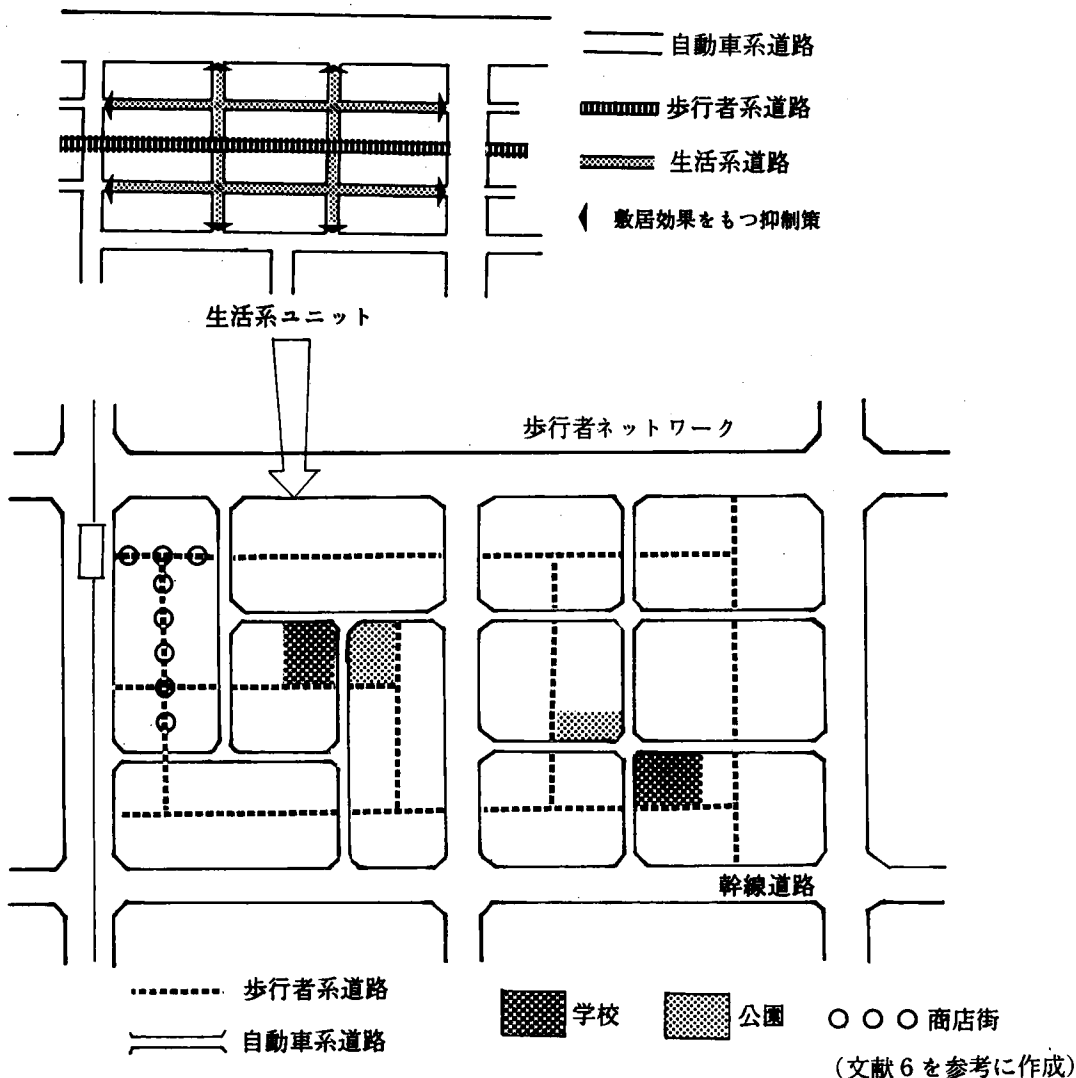 自動車系道路
歩行者系道路
生活系道路
敷居効果をもつ抑制策
生活系ユニット
歩行者ネットワーク
幹線道路
歩行者系道路
自動車系道路
学校
公園
商店街
(文献6を参考に作成)